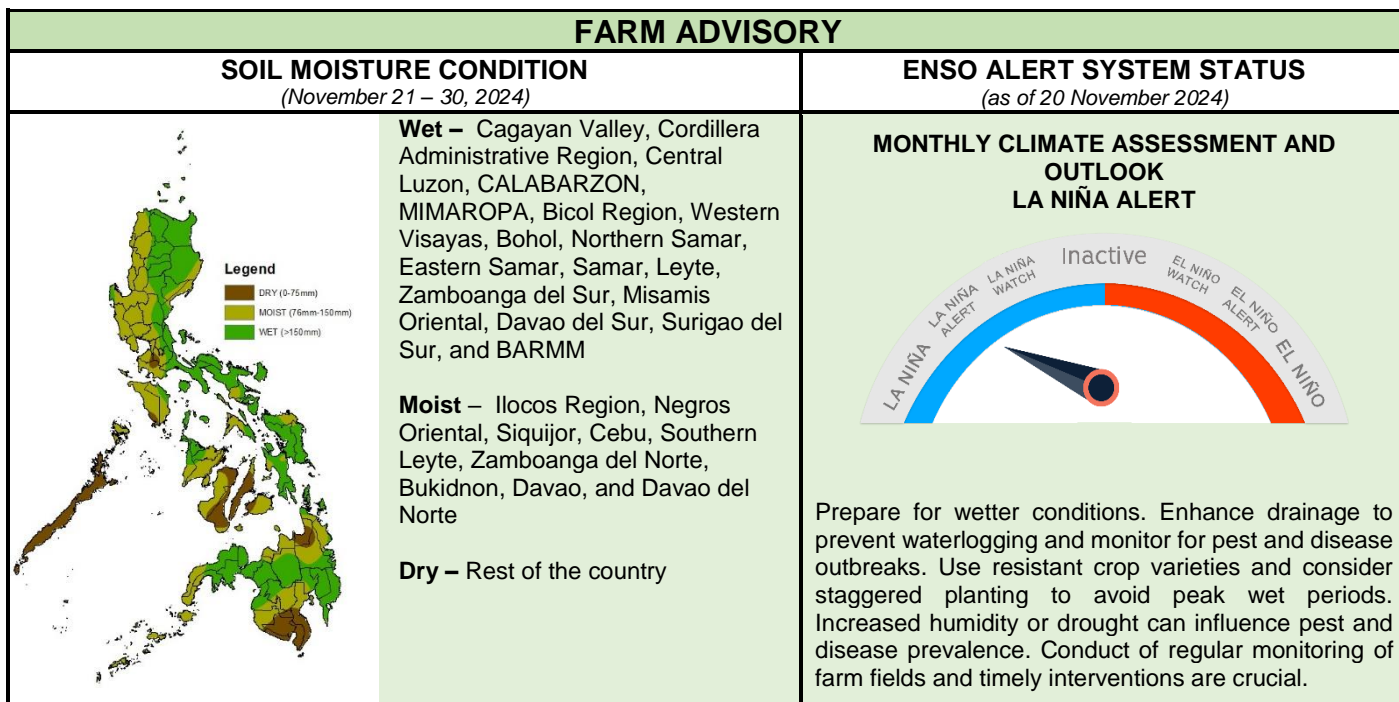 FARM ADVISORY
SOIL MOISTURE CONDITION
(November 21 – 30, 2024)
ENSO ALERT SYSTEM STATUS
(as of 20 November 2024)
Legend
DRY (0-75mm)
MOIST (76mm-150mm)
WET (>150mm)
Wet – Cagayan Valley, Cordillera
Administrative Region, Central
Luzon, CALABARZON,
MIMAROPA, Bicol Region, Western
Visayas, Bohol, Northern Samar,
Eastern Samar, Samar, Leyte,
Zamboanga del Sur, Misamis
Oriental, Davao del Sur, Surigao del
Sur, and BARMM
Moist – Ilocos Region, Negros
Oriental, Siquijor, Cebu, Southern
Leyte, Zamboanga del Norte,
Bukidnon, Davao, and Davao del
Norte
Dry – Rest of the country
MONTHLY CLIMATE ASSESSMENT AND
OUTLOOK
LA NIÑA ALERT
LA NIÑA
LA NIÑA
ALERT
LA NIÑA
WATCH
Inactive
EL NIÑO
WATCH
EL NIÑO
ALERT
EL NIÑO
Prepare for wetter conditions. Enhance drainage to
prevent waterlogging and monitor for pest and disease
outbreaks. Use resistant crop varieties and consider
staggered planting to avoid peak wet periods.
Increased humidity or drought can influence pest and
disease prevalence. Conduct of regular monitoring of
farm fields and timely interventions are crucial.